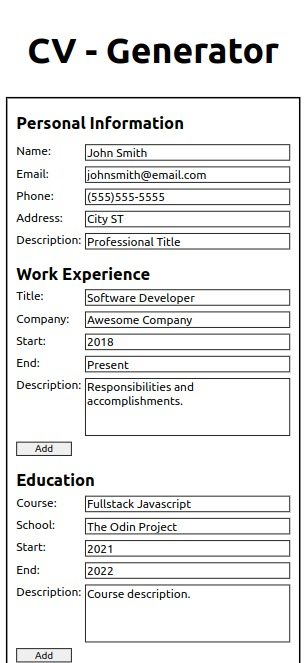 CV - Generator
Personal Information
Name: John Smith
Email: johnsmith@email.com
Phone: (555)555-5555
Address: City ST
Description: Professional Title
Work Experience
Title: Software Developer
Company: Awesome Company
Start: 2018
End: Present
Description: Responsibilities and
accomplishments.
Add
Education
Course: Fullstack Javascript
School: The Odin Project
Start: 2021
End: 2022
Description: Course description.
Add